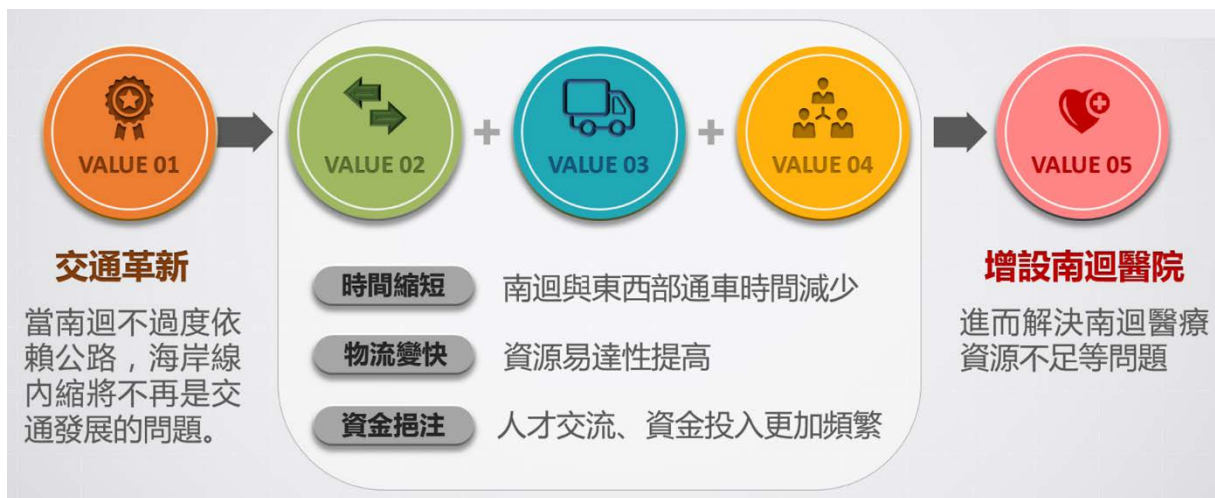 VALUE 01
VALUE 02
+
VALUE 03
+
VALUE 04
VALUE 05
交通革新
當南迴不過度依
賴公路，海岸線
內縮將不再是交
通發展的問題。
時間縮短 南迴與東西部通車時間減少
物流變快 資源易達性提高
資金挹注 人才交流、資金投入更加頻繁
增設南迴醫院
進而解決南迴醫療
資源不足等問題